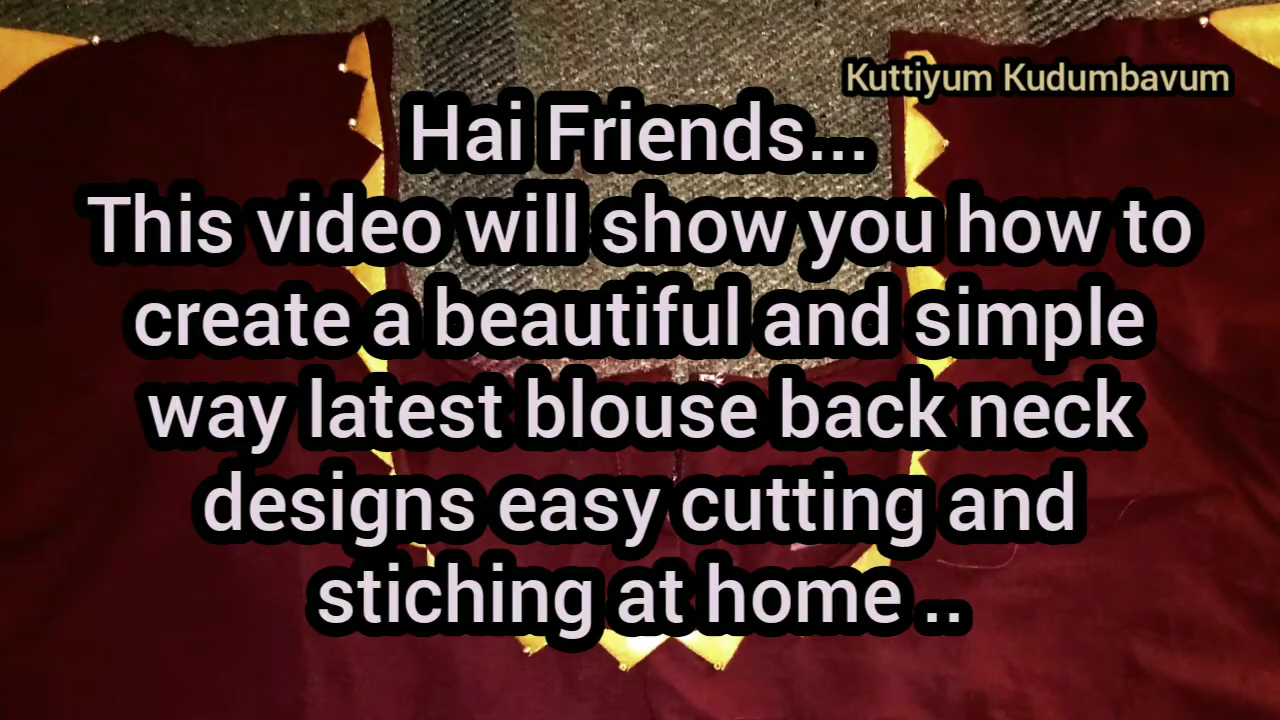 Kuttiyum Kudumbavum
Hai Friends...
This video will show you how to
create a beautiful and simple
way latest blouse back neck
designs easy cutting and
stiching at home ..